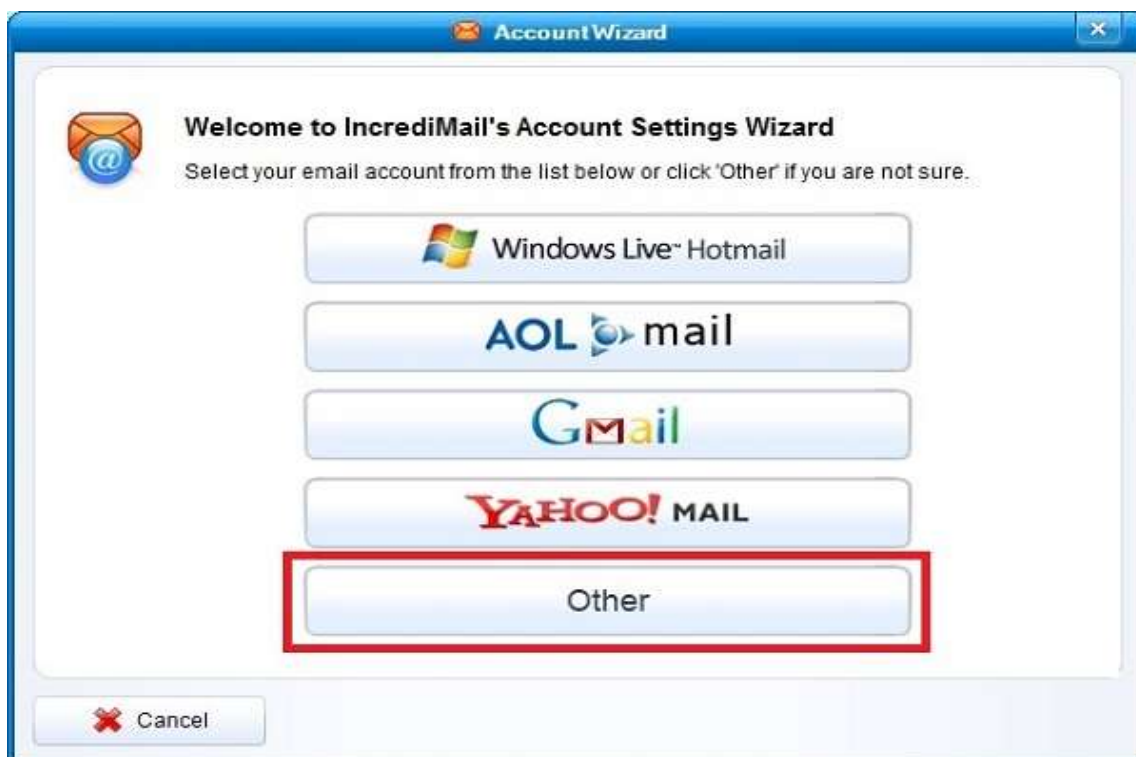 Account Wizard
Welcome to IncrediMail's Account Settings Wizard
Select your email account from the list below or click 'Other' if you are not sure.
Windows Live™ Hotmail
AOL mail
Gmail
YAHOO! MAIL
Other
Cancel